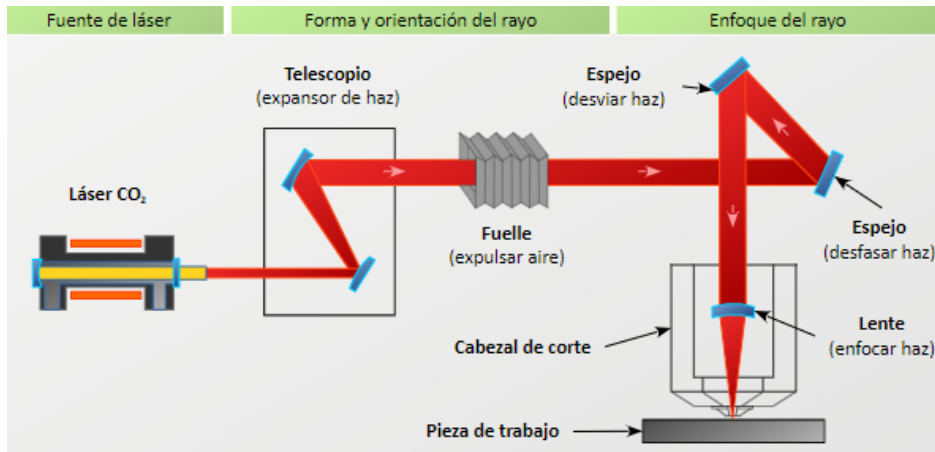 Fuente de láser
Forma y orientación del rayo
Enfoque del rayo
Telescopio
(expansor de haz)
Espejo
(desviar haz)
Láser CO₂
Fuelle
(expulsar aire)
Espejo
(desfasar haz)
Lente
(enfocar haz)
Cabezal de corte
Pieza de trabajo